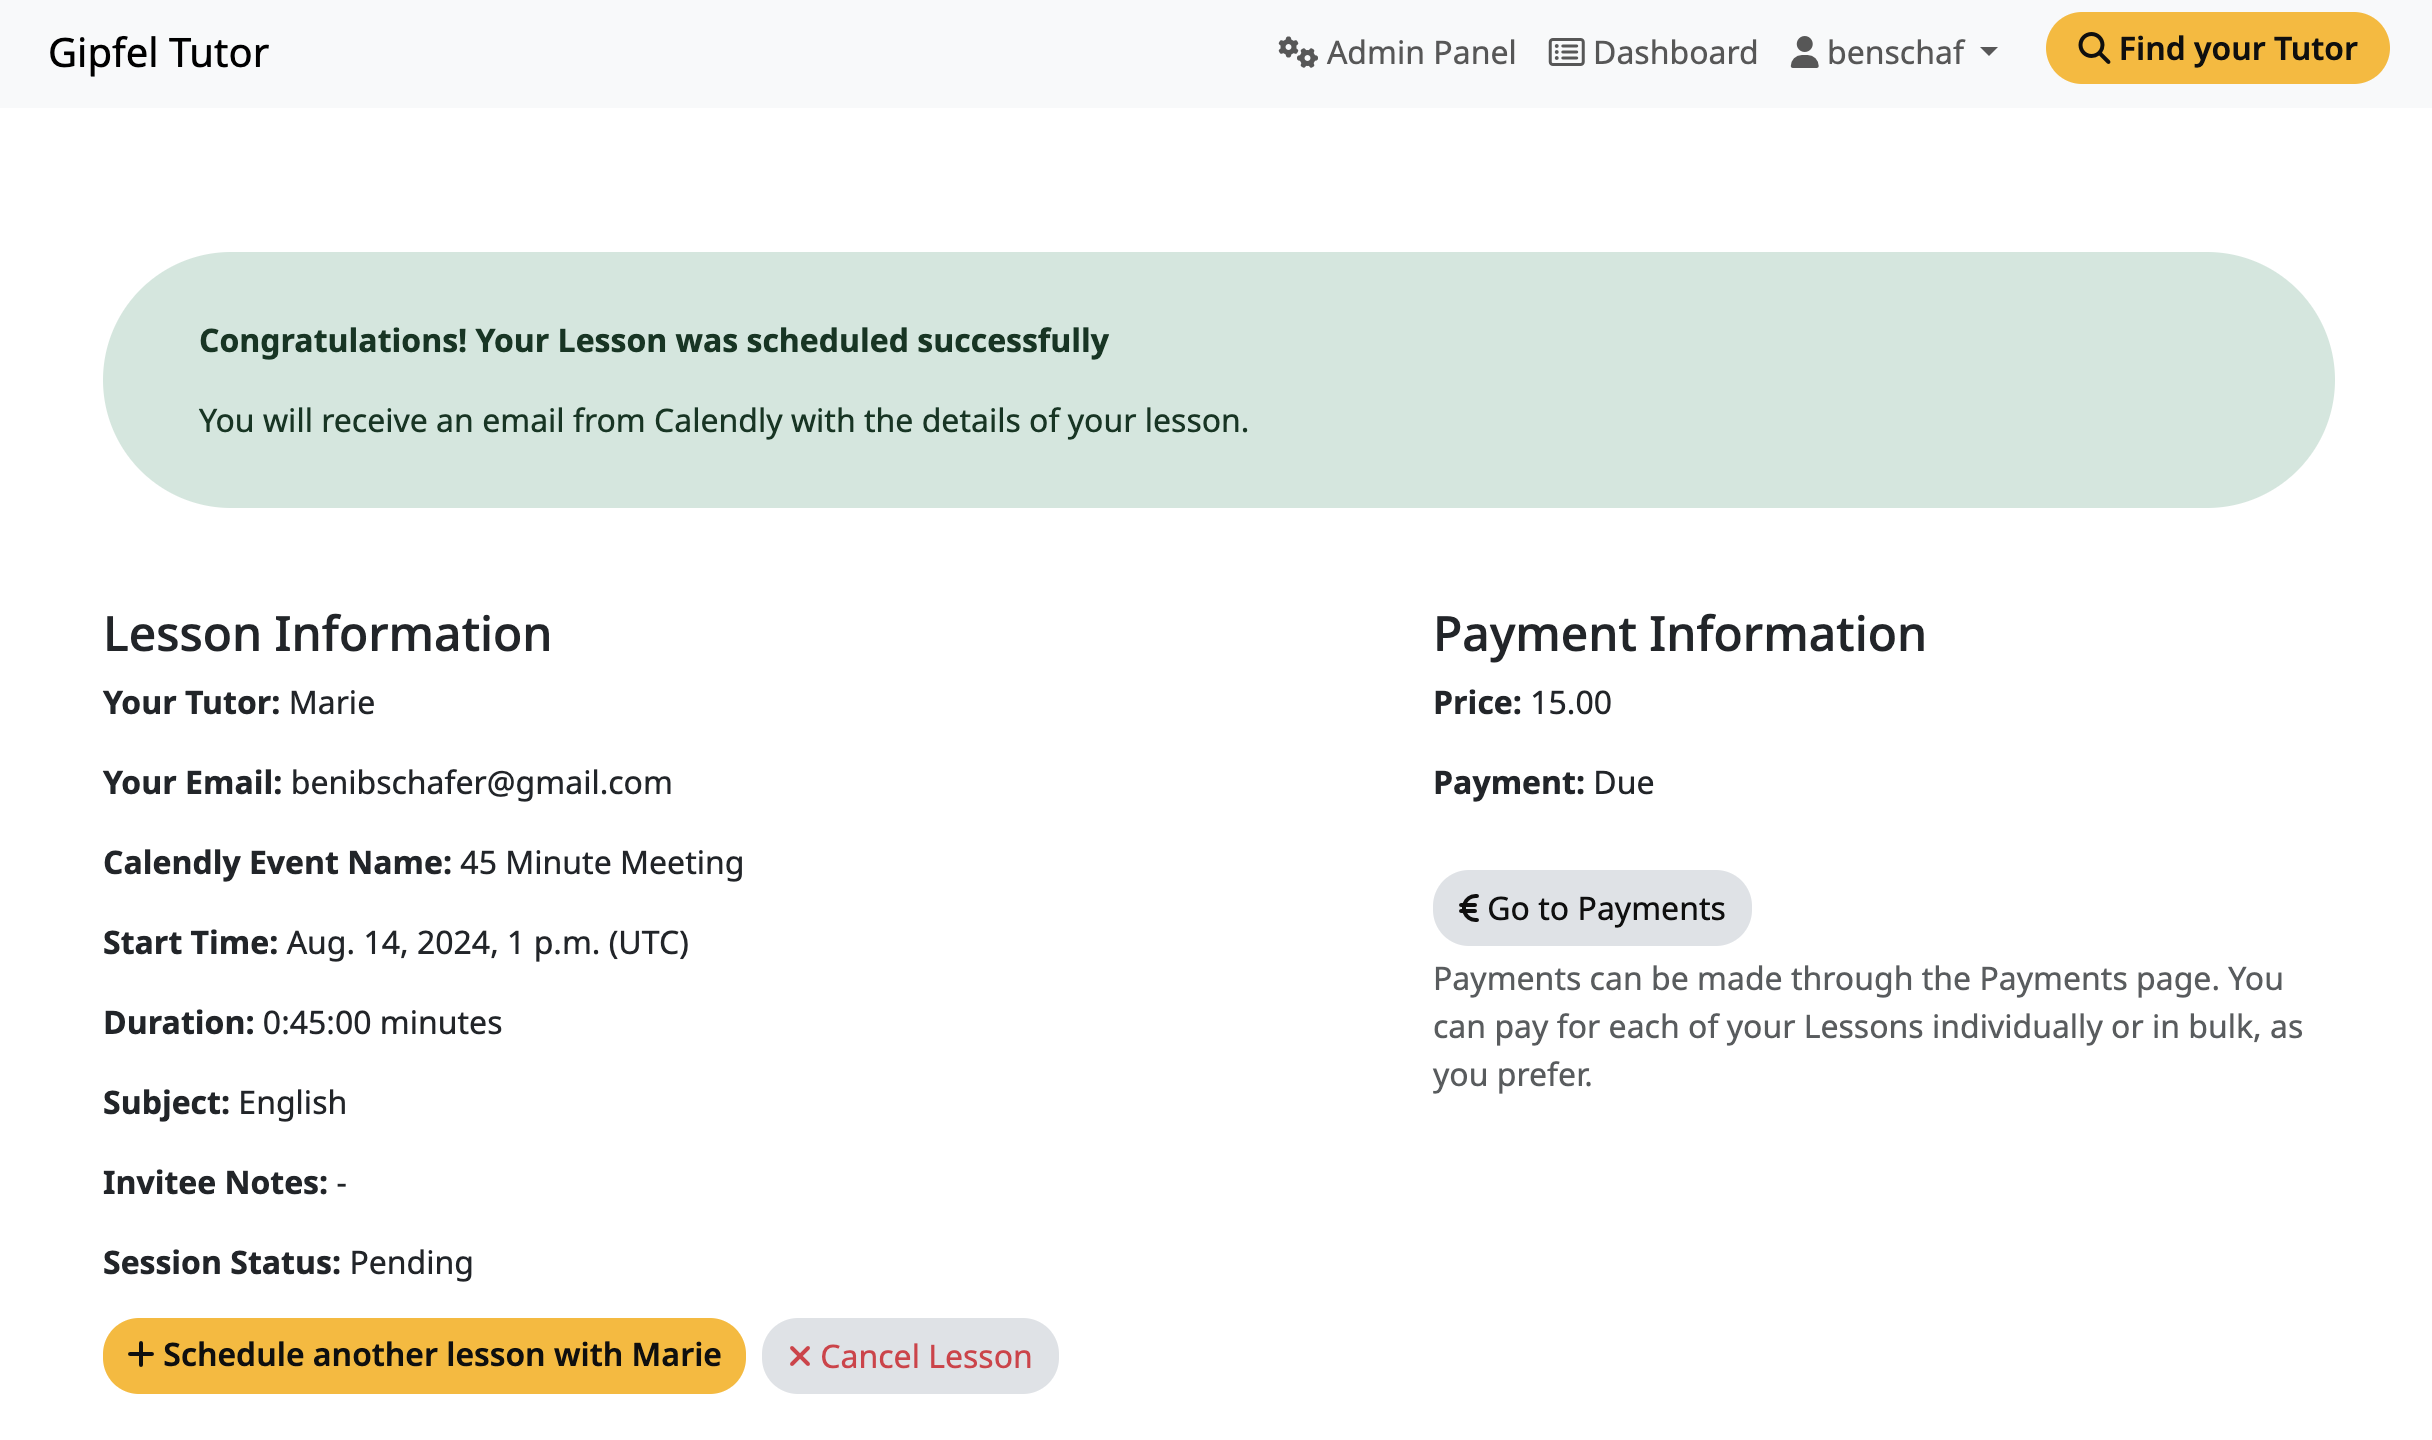 Gipfel Tutor
Admin Panel
Dashboard
benschaf
Find your Tutor
Congratulations! Your Lesson was scheduled successfully
You will receive an email from Calendly with the details of your lesson.
Lesson Information
Your Tutor: Marie
Your Email: benibschafer@gmail.com
Calendly Event Name: 45 Minute Meeting
Start Time: Aug. 14, 2024, 1 p.m. (UTC)
Duration: 0:45:00 minutes
Subject: English
Invitee Notes: -
Session Status: Pending
Schedule another lesson with Marie
Cancel Lesson
Payment Information
Price: 15.00
Payment: Due
€ Go to Payments
Payments can be made through the Payments page. You
can pay for each of your Lessons individually or in bulk, as
you prefer.